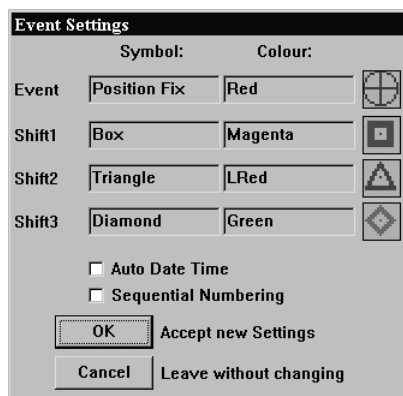 Event Settings
Symbol: Colour:
Event Position Fix Red
Shift1 Box Magenta
Shift2 Triangle LRed
Shift3 Diamond Green
Auto Date Time
Sequential Numbering
OK Accept new Settings
Cancel Leave without changing